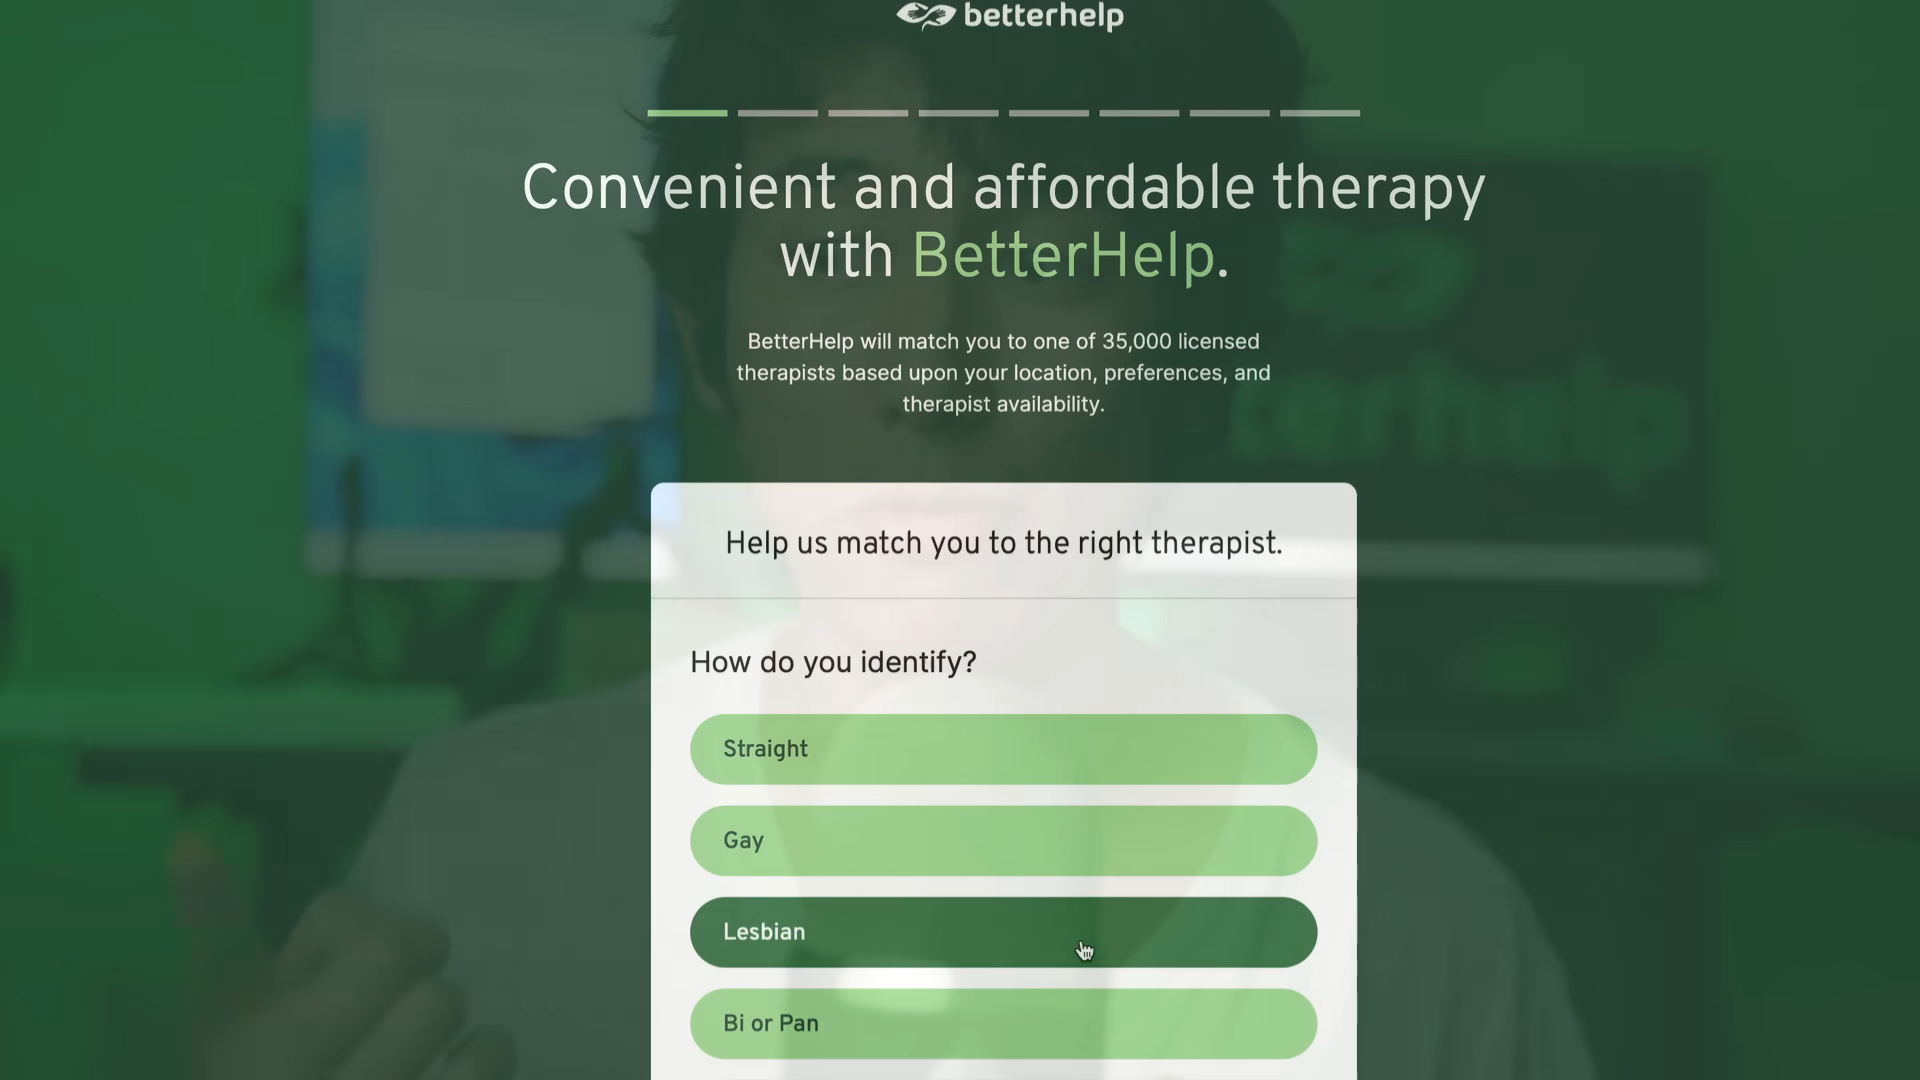 betterhelp
Convenient and affordable therapy
with BetterHelp.
BetterHelp will match you to one of 35,000 licensed
therapists based upon your location, preferences, and
therapist availability.
erhelp
Help us match you to the right therapist.
How do you identify?
Straight
Gay
Lesbian
Bi or Pan